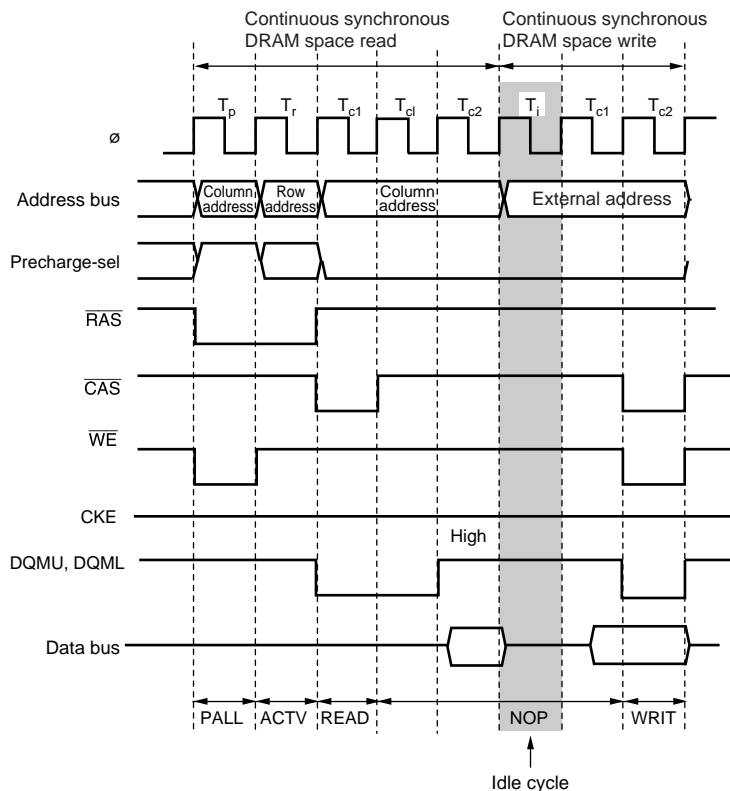 Continuous synchronous
DRAM space read
Continuous synchronous
DRAM space write
Tp Tr Tc1 Tcl Tc2 Ti Tc1 Tc2
ø
Address bus
Column
address
Row
address
Column
address
External address
Precharge-sel
RAS
CAS
WE
CKE
High
DQMU, DQML
Data bus
PALL ACTV READ NOP WRIT
Idle cycle